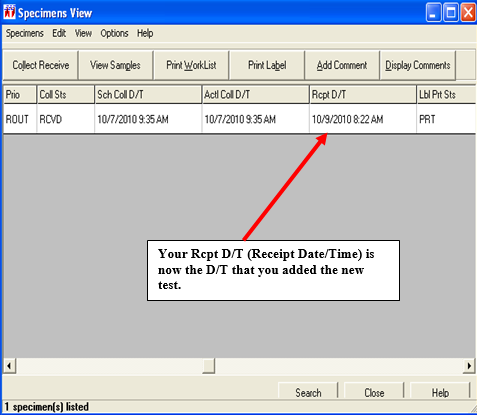 Specimens View
Specimens Edit View Options Help
Collect Receive View Samples Print WorkList Print Label Add Comment Display Comments
Prio Coll Sts Sch Coll D/T Actl Coll D/T Rcpt D/T Lbl Prt Sts
ROUT RCVD 10/7/2010 9:35 AM 10/7/2010 9:35 AM 10/9/2010 8:22 AM PRT
Your Rcpt D/T (Receipt Date/Time) is
now the D/T that you added the new
test.
Search Close Help
1 specimen(s) listed